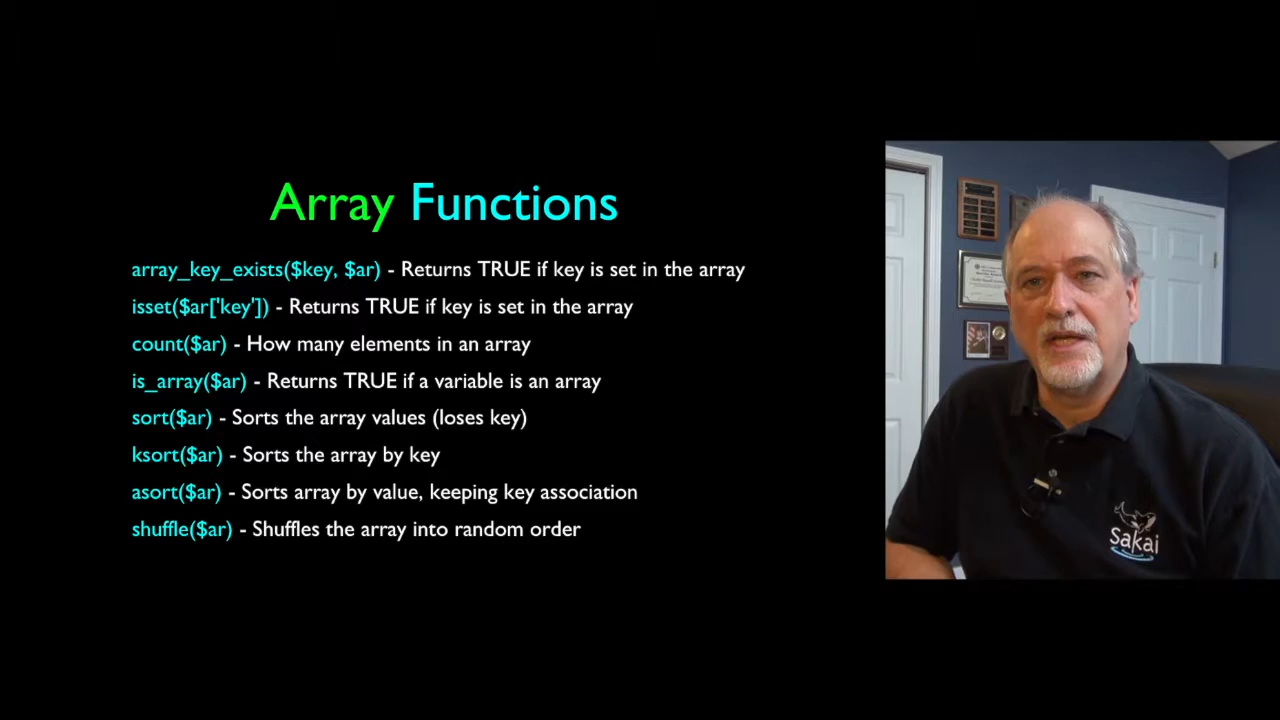 Array Functions
array_key_exists($key, $ar) - Returns TRUE if key is set in the array
isset($ar['key']) - Returns TRUE if key is set in the array
count($ar) - How many elements in an array
is_array($ar) - Returns TRUE if a variable is an array
sort($ar) - Sorts the array values (loses key)
ksort($ar) - Sorts the array by key
asort($ar) - Sorts array by value, keeping key association
shuffle($ar) - Shuffles the array into random order
Sakai